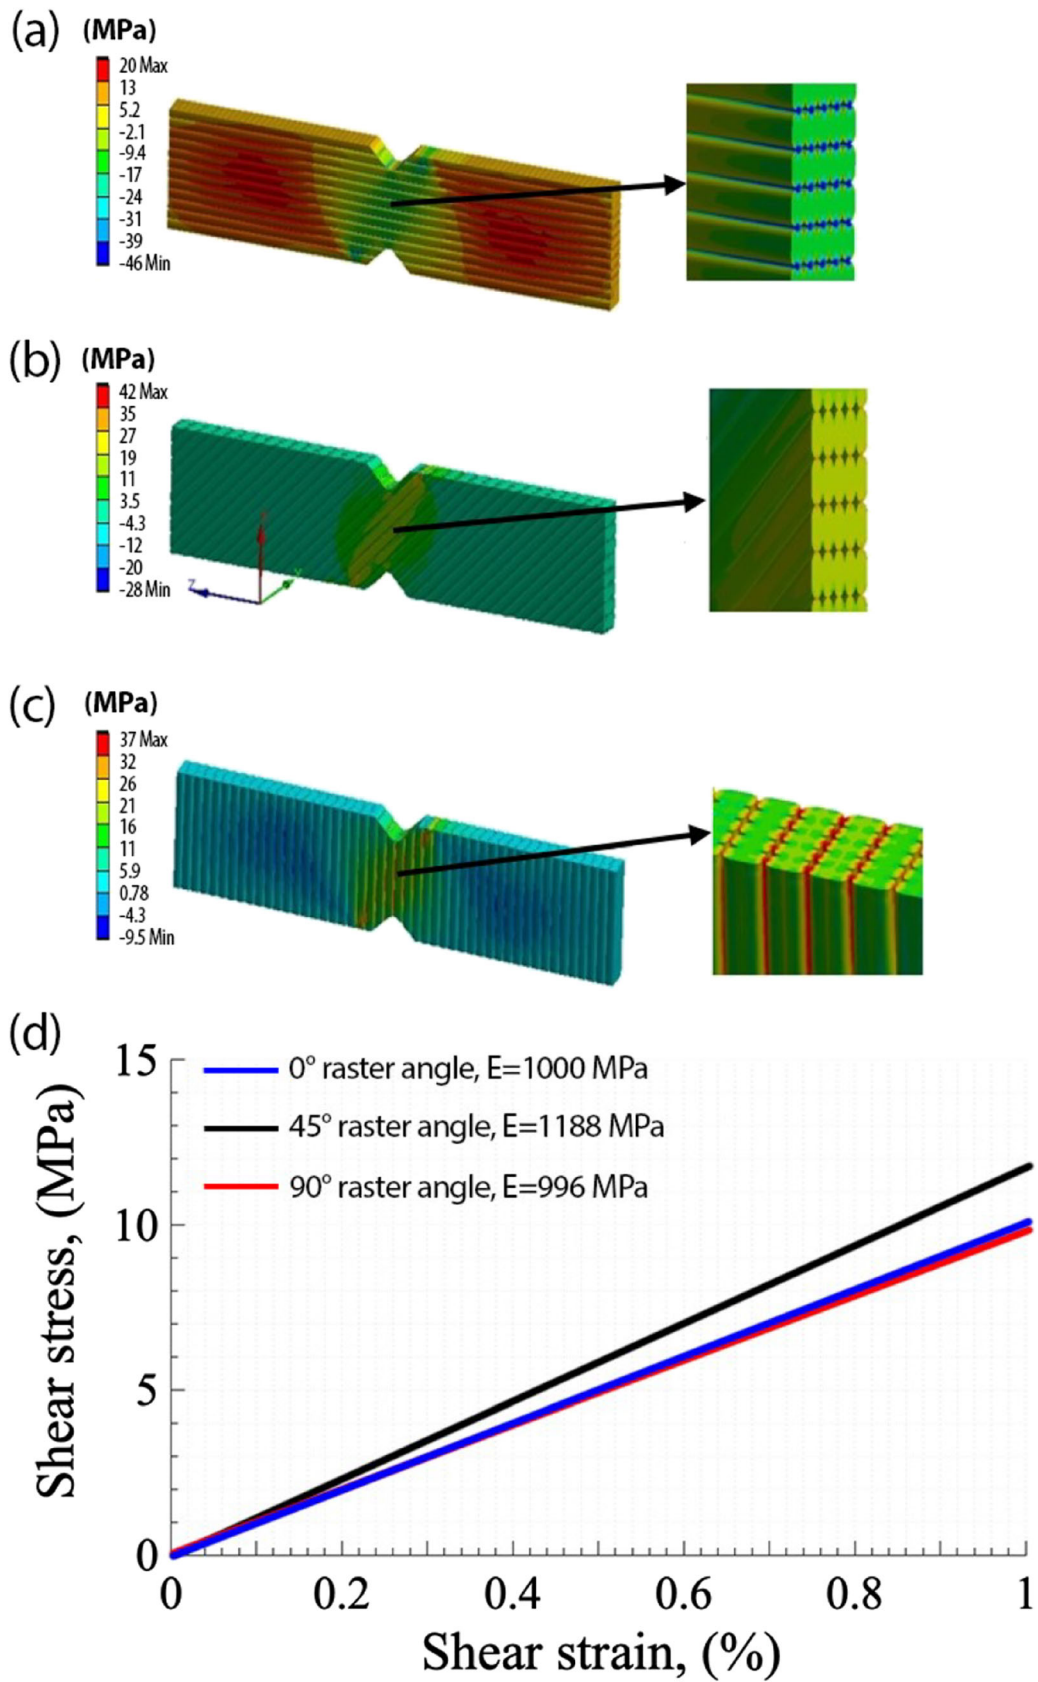 (a) (MPa)
20 Max
13
5.2
-2.1
-9.4
-17
-24
-31
-39
-46 Min
(b) (MPa)
42 Max
35
27
19
11
3.5
-4.3
-12
-20
-28 Min
Z
Y
(c) (MPa)
37 Max
32
26
21
16
11
5.9
0.78
-4.3
-9.5 Min
(d)
15
10
5
0
Shear stress, (MPa)
0° raster angle, E=1000 MPa
45° raster angle, E=1188 MPa
90° raster angle, E=996 MPa
0 0.2 0.4 0.6 0.8 1
Shear strain, (%)